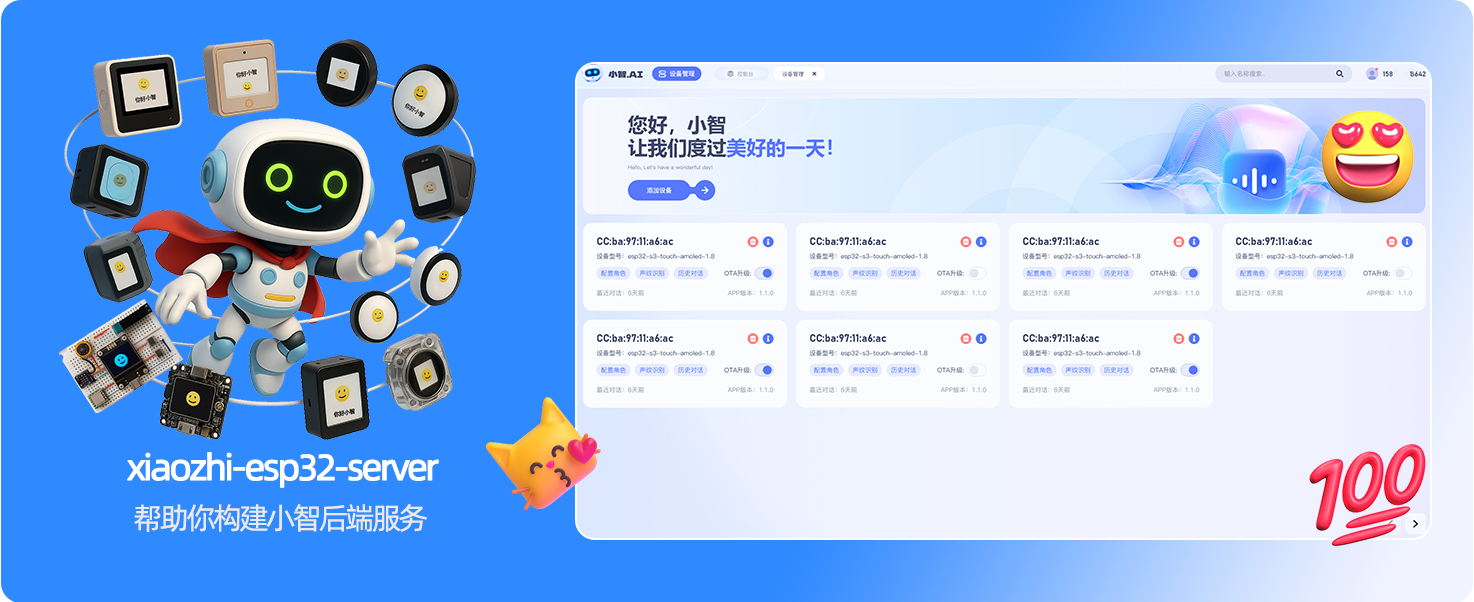 你好小智
你好小智
你好小智
你好小智
xiaozhi-esp32-server
帮助你构建小智后端服务
小智.AI 设备管理 控制台 设备管理 × 输入名称搜索.. 158
您好，小智
让我们度过美好的一天！
Hello, Let's have a wonderful day!
添加设备
CC:ba:97:11:a6:ac
设备型号：esp32-s3-touch-amoled-1.8
配置角色 声纹识别 历史对话 OTA升级:
最近对话：6天前 APP版本：1.1.0
CC:ba:97:11:a6:ac
设备型号：esp32-s3-touch-amoled-1.8
配置角色 声纹识别 历史对话 OTA升级:
最近对话：6天前 APP版本：1.1.0
CC:ba:97:11:a6:ac
设备型号：esp32-s3-touch-amoled-1.8
配置角色 声纹识别 历史对话 OTA升级:
最近对话：6天前 APP版本：1.1.0
CC:ba:97:11:a6:ac
设备型号：esp32-s3-touch-amoled-1.8
配置角色 声纹识别 历史对话 OTA升级:
最近对话：6天前 APP版本：1.1.0
CC:ba:97:11:a6:ac
设备型号：esp32-s3-touch-amoled-1.8
配置角色 声纹识别 历史对话 OTA升级:
最近对话：6天前 APP版本：1.1.0
CC:ba:97:11:a6:ac
设备型号：esp32-s3-touch-amoled-1.8
配置角色 声纹识别 历史对话 OTA升级:
最近对话：6天前 APP版本：1.1.0
CC:ba:97:11:a6:ac
设备型号：esp32-s3-touch-amoled-1.8
配置角色 声纹识别 历史对话 OTA升级:
最近对话：6天前 APP版本：1.1.0
100